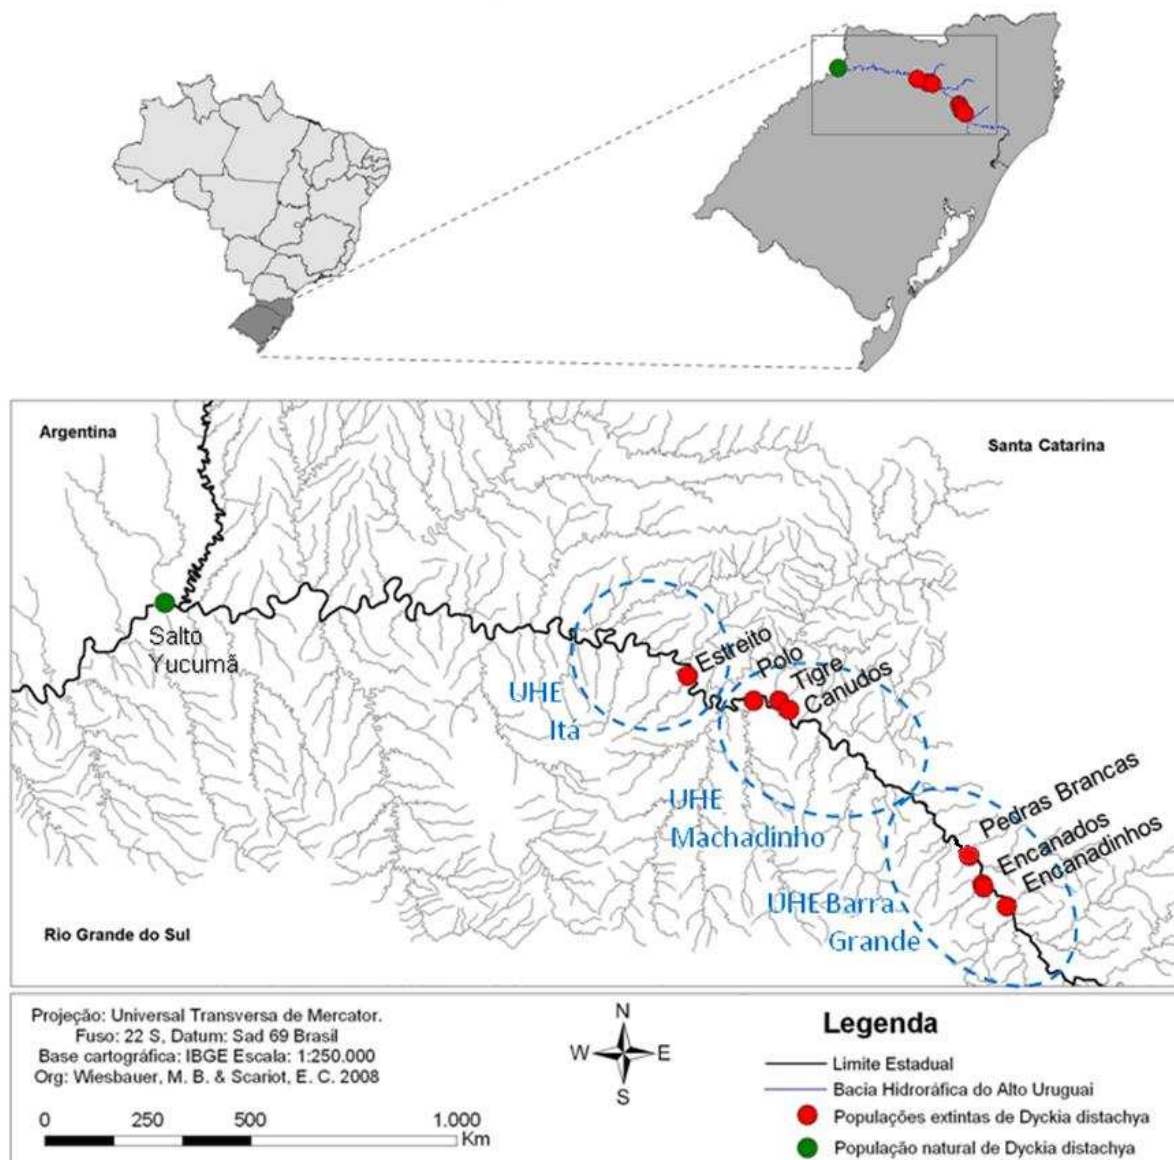 Argentina
Santa Catarina
Salto
Yucumã
Estreito
Polo
Tigre
Canudos
UHE
Itá
UHE
Machadinho
Pedras Brancas
Encanados
Encanadinhos
UHE Barra
Grande
Rio Grande do Sul
Projeção: Universal Transversa de Mercator.
Fuso: 22 S, Datum: Sad 69 Brasil
Base cartográfica: IBGE Escala: 1:250.000
Org: Wiesbauer, M. B. & Scariot, E. C. 2008
0 250 500 1.000
Km
N
W E
S
Legenda
Limite Estadual
Bacia Hidroráfica do Alto Uruguai
Populações extintas de Dyckia distachya
População natural de Dyckia distachya